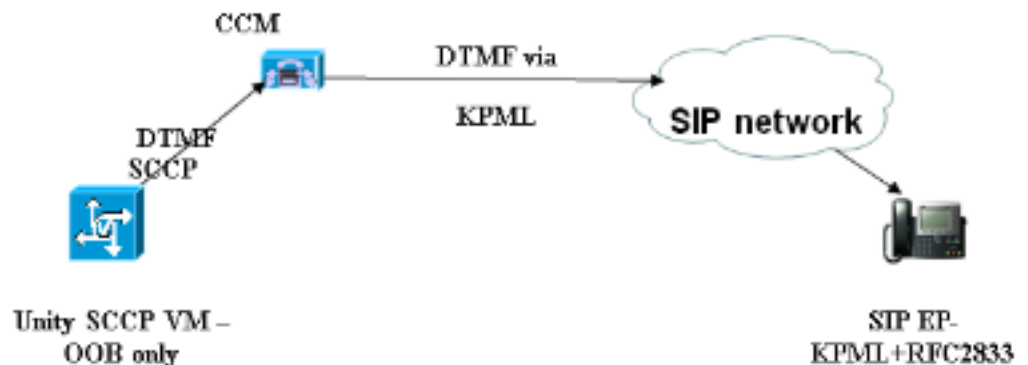 CCM
DTMF via
KPML
SIP network
DTMF
SCCP
Unity SCCP VM –
OOB only
SIP EP-
KPML+RFC2833